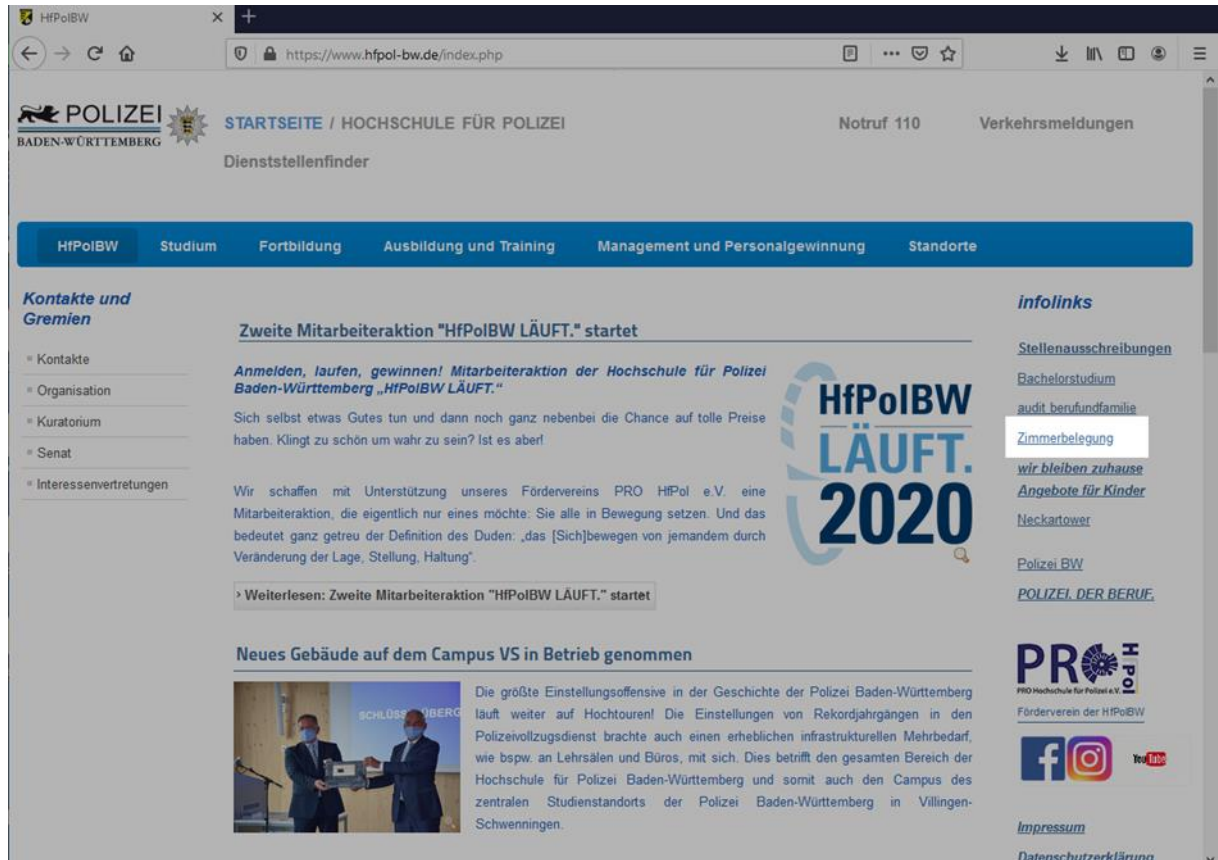 HfPolBW
https://www.hfpol-bw.de/index.php
POLIZEI
BADEN-WÜRTTEMBERG
STARTSEITE / HOCHSCHULE FÜR POLIZEI
Notruf 110
Verkehrsmeldungen
Dienststellenfinder
HfPolBW
Studium
Fortbildung
Ausbildung und Training
Management und Personalgewinnung
Standorte
Kontakte und
Gremien
Kontakte
Organisation
Kuratorium
Senat
Interessenvertretungen
Zweite Mitarbeiteraktion "HfPolBW LÄUFT." startet
Anmelden, laufen, gewinnen! Mitarbeiteraktion der Hochschule für Polizei
Baden-Württemberg „HfPolBW LÄUFT.“
Sich selbst etwas Gutes tun und dann noch ganz nebenbei die Chance auf tolle Preise
haben. Klingt zu schön um wahr zu sein? Ist es aber!
Wir schaffen mit Unterstützung unseres Fördervereins PRO HfPol e.V. eine
Mitarbeiteraktion, die eigentlich nur eines möchte: Sie alle in Bewegung setzen. Und das
bedeutet ganz getreu der Definition des Duden: „das [Sich]bewegen von jemandem durch
Veränderung der Lage, Stellung, Haltung“.
› Weiterlesen: Zweite Mitarbeiteraktion "HfPolBW LÄUFT." startet
HfPolBW
LÄUFT.
2020
Neues Gebäude auf dem Campus VS in Betrieb genommen
SCHLÜSS ÜBERG
Die größte Einstellungsoffensive in der Geschichte der Polizei Baden-Württemberg
läuft weiter auf Hochtouren! Die Einstellungen von Rekordjahrgängen in den
Polizeivollzugsdienst brachte auch einen erheblichen infrastrukturellen Mehrbedarf,
wie bspw. an Lehrsälen und Büros, mit sich. Dies betrifft den gesamten Bereich der
Hochschule für Polizei Baden-Württemberg und somit auch den Campus des
zentralen Studienstandorts der Polizei Baden-Württemberg in Villingen-
Schwenningen.
infolinks
Stellenausschreibungen
Bachelorstudium
audit berufundfamilie
Zimmerbelegung
wir bleiben zuhause
Angebote für Kinder
Neckartower
Polizei BW
POLIZEI. DER BERUF.
PRO HfPol
PRO Hochschule für Polizei e.V.
Förderverein der HfPolBW
YouTube
Impressum
Datenschutzerklärung